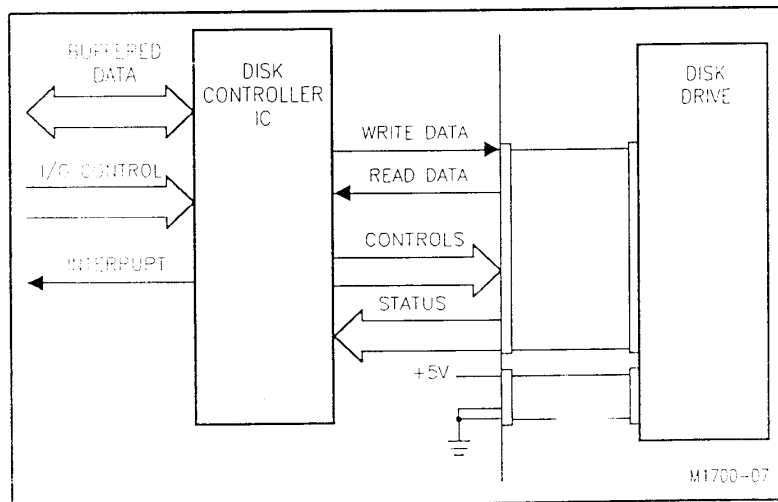 BUFFERED
DATA
DISK
CONTROLLER
IC
DISK
DRIVE
WRITE DATA
I/O CONTROL
READ DATA
CONTROLS
INTERRUPT
STATUS
+5V
M1700-07